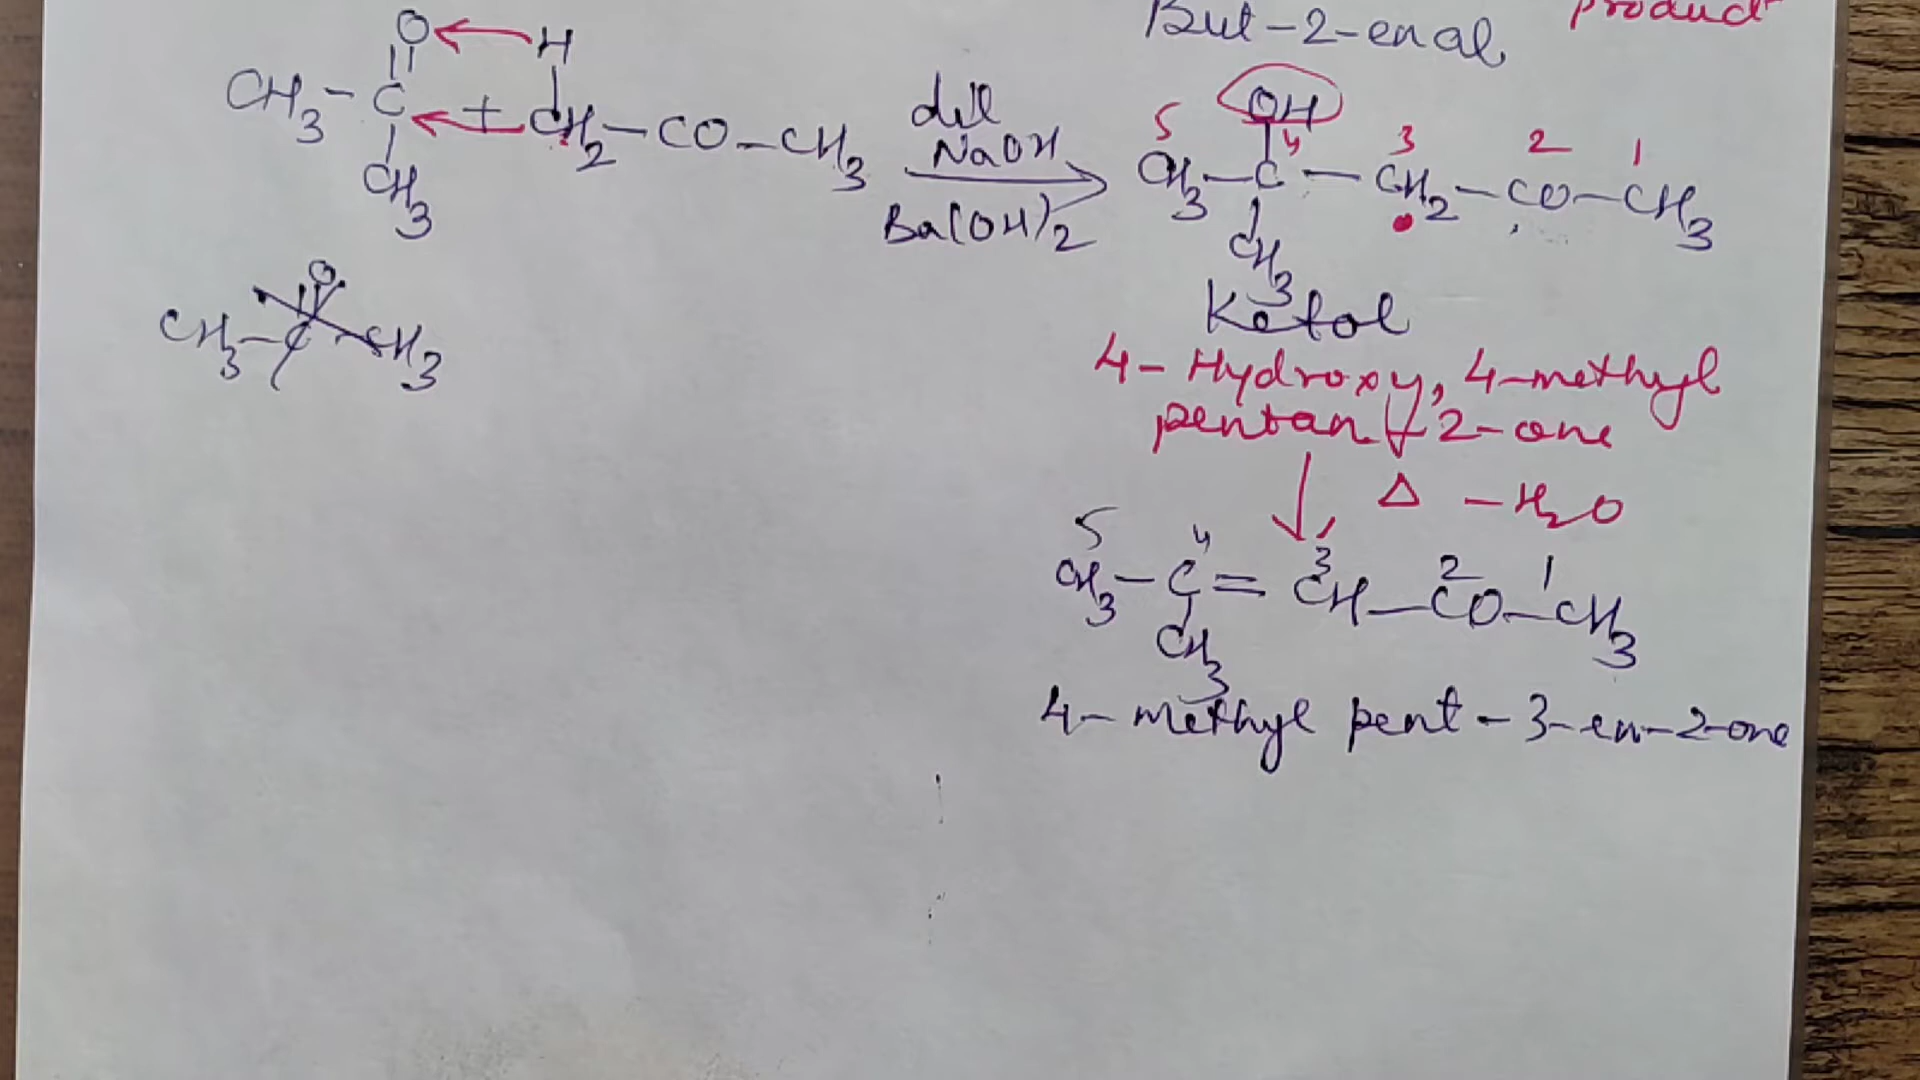 But-2-enal product
O H
CH3-C + CH2-CO-CH3 dil NaOH Ba(OH)2
CH3
OH
5 4 3 2 1
CH3-C-CH2-CO-CH3
CH3
Ketol
O
CH3-C-CH3
4-Hydroxy, 4-methyl
pentan-2-one
Δ -H2O
5 4 3 2 1
CH3-C=CH-CO-CH3
CH3
4-methyl pent-3-en-2-one